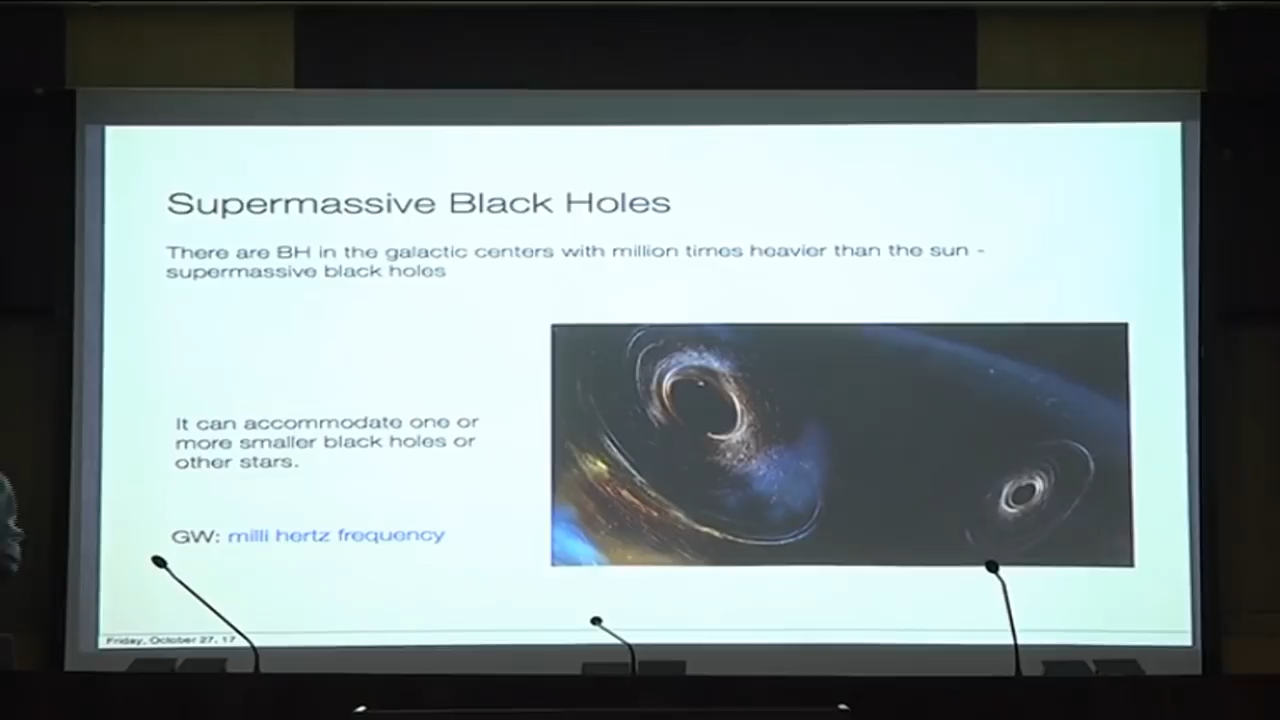 Supermassive Black Holes
There are BH in the galactic centers with million times heavier than the sun -
supermassive black holes
It can accommodate one or
more smaller black holes or
other stars.
GW: milli hertz frequency
Friday, October 27, 17